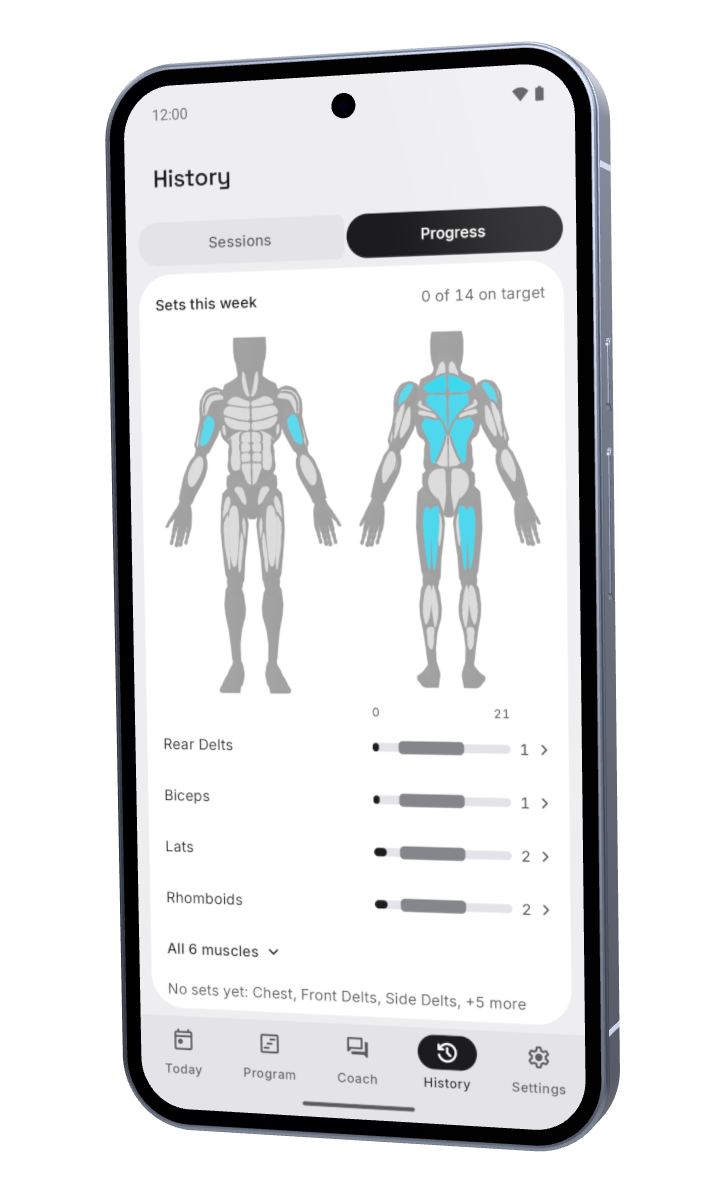 12:00
History
Sessions
Progress
Sets this week
0 of 14 on target
0
21
Rear Delts
1
Biceps
1
Lats
2
Rhomboids
2
All 6 muscles
No sets yet: Chest, Front Delts, Side Delts, +5 more
Today
Program
Coach
History
Settings